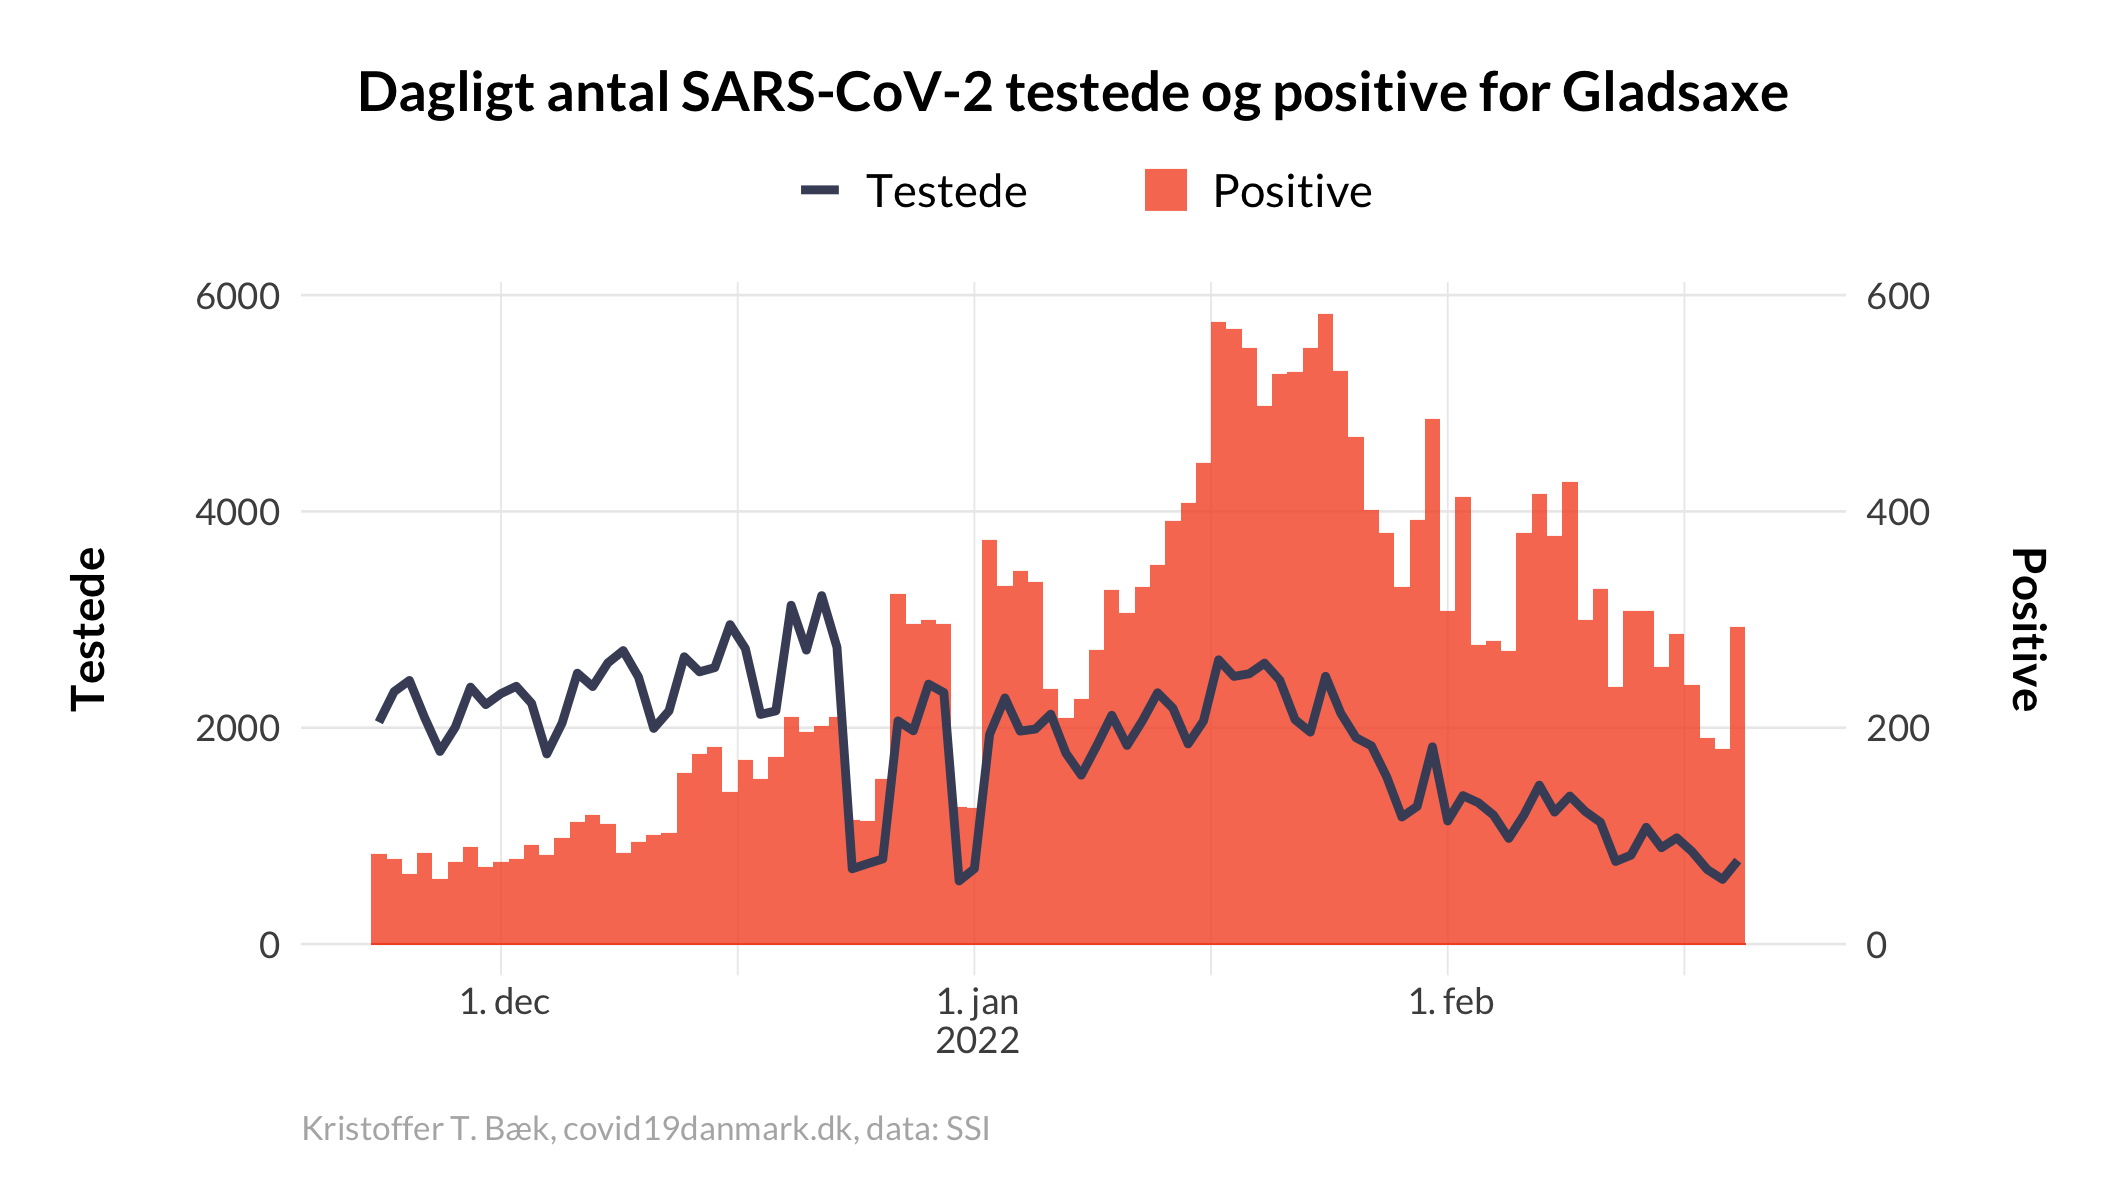 Dagligt antal SARS-CoV-2 testede og positive for Gladsaxe
Testede
Positive
6000
4000
2000
0
Testede
600
400
200
0
Positive
1. dec
1. jan
2022
1. feb
Kristoffer T. Bæk, covid19danmark.dk, data: SSI